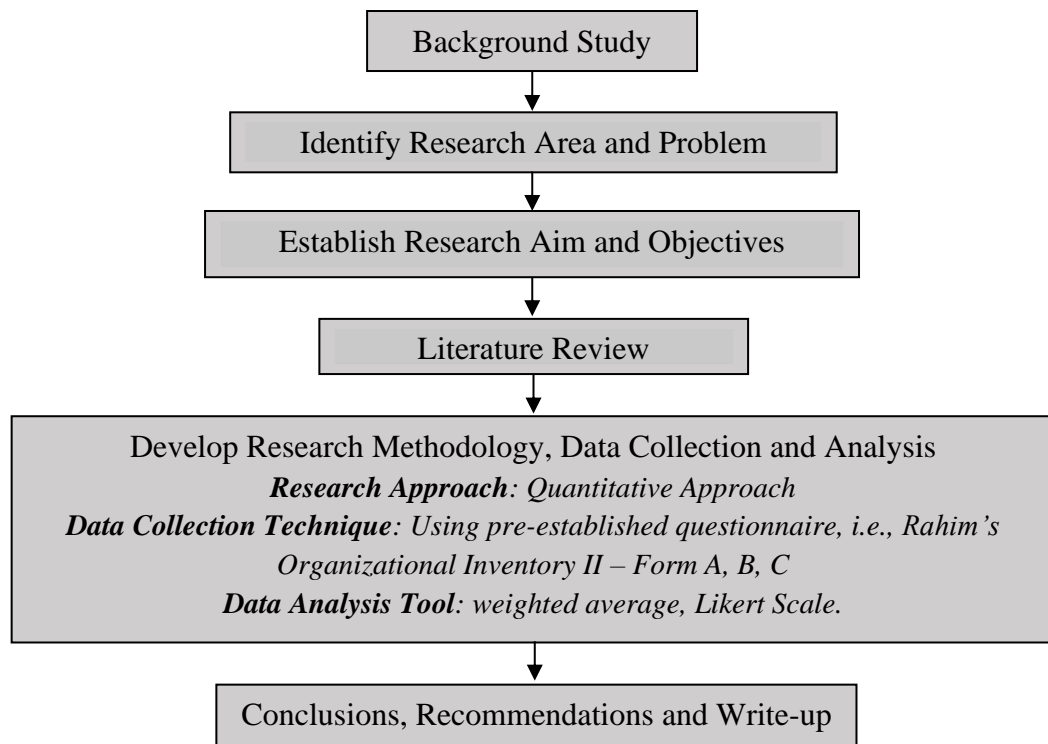 Background Study
Identify Research Area and Problem
Establish Research Aim and Objectives
Literature Review
Develop Research Methodology, Data Collection and Analysis
Research Approach: Quantitative Approach
Data Collection Technique: Using pre-established questionnaire, i.e., Rahim’s
Organizational Inventory II – Form A, B, C
Data Analysis Tool: weighted average, Likert Scale.
Conclusions, Recommendations and Write-up